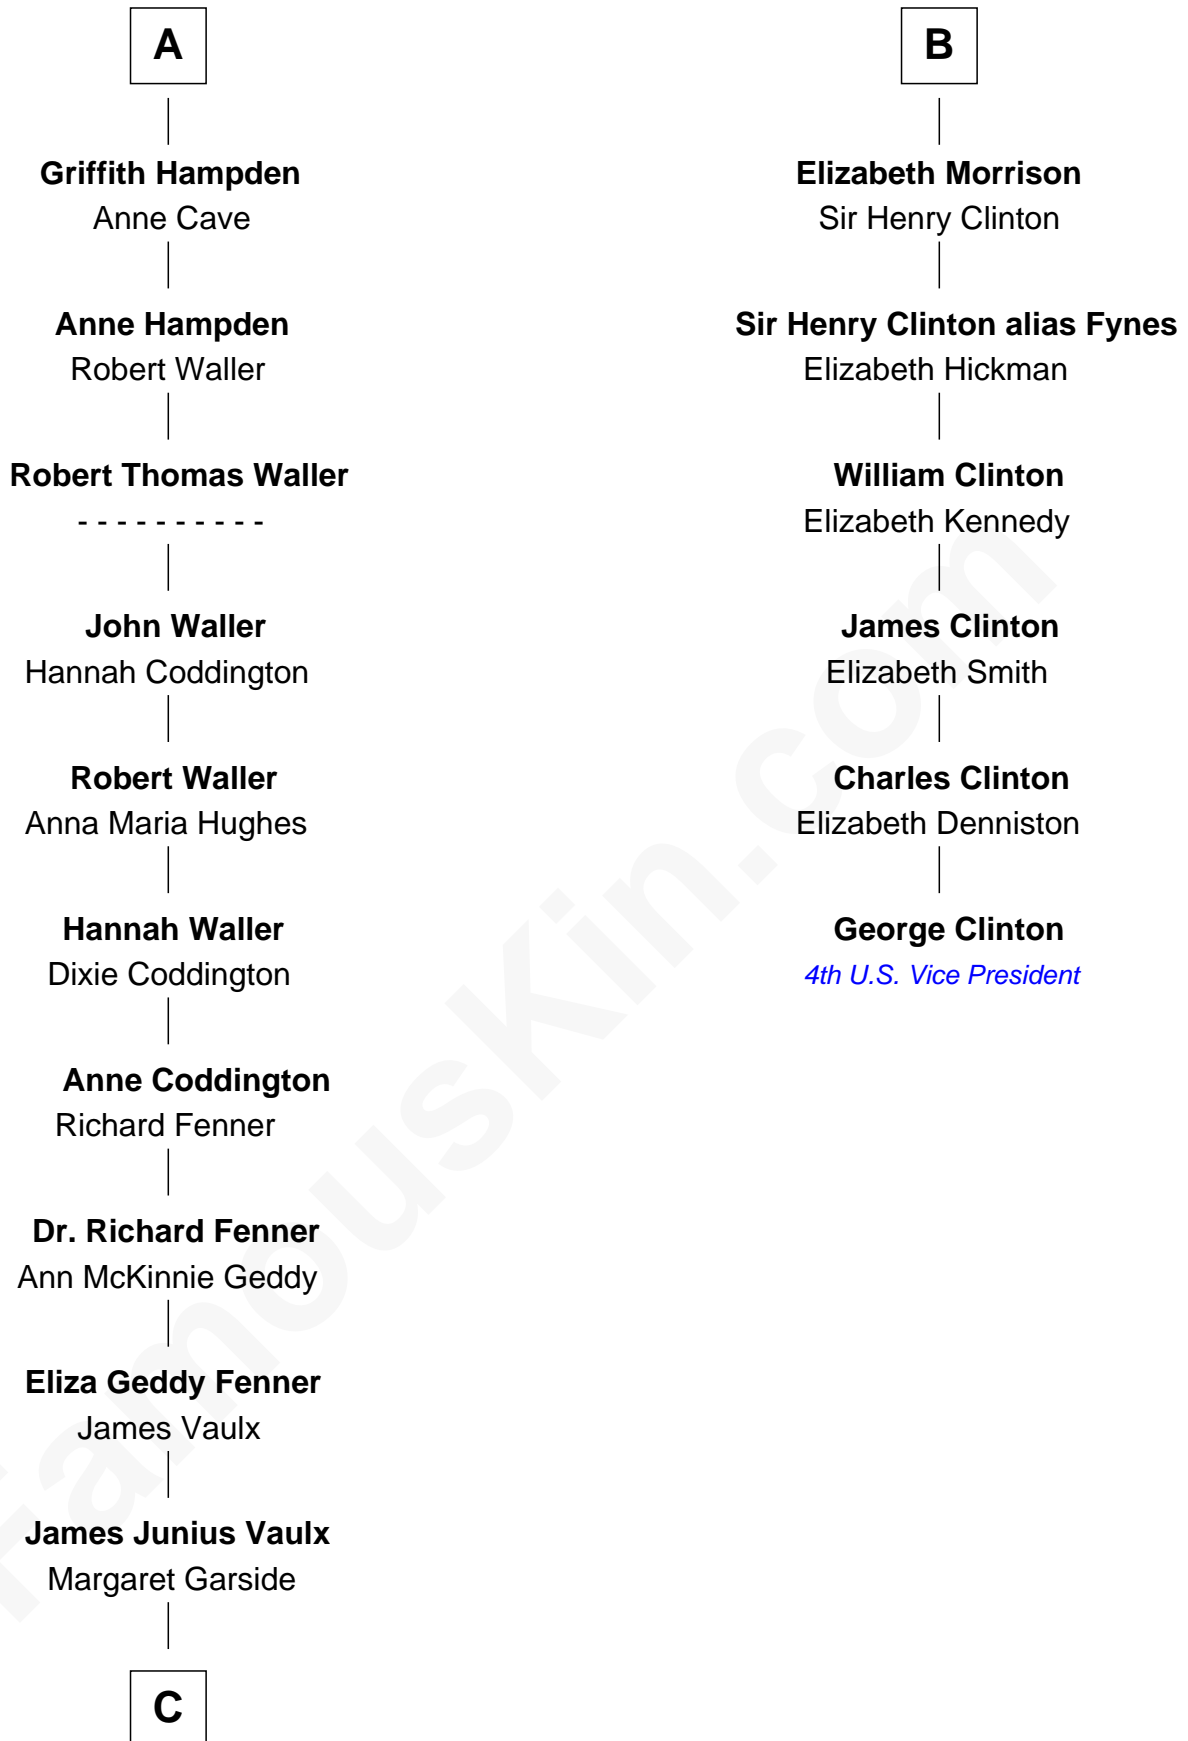 A
Griffith Hampden
Anne Cave
Anne Hampden
Robert Waller
Robert Thomas Waller
- - - - - - - - - -
John Waller
Hannah Coddington
Robert Waller
Anna Maria Hughes
Hannah Waller
Dixie Coddington
Anne Coddington
Richard Fenner
Dr. Richard Fenner
Ann McKinnie Geddy
Eliza Geddy Fenner
James Vaulx
James Junius Vaulx
Margaret Garside
C
B
Elizabeth Morrison
Sir Henry Clinton
Sir Henry Clinton alias Fynes
Elizabeth Hickman
William Clinton
Elizabeth Kennedy
James Clinton
Elizabeth Smith
Charles Clinton
Elizabeth Denniston
George Clinton
4th U.S. Vice President
FamousKin.com